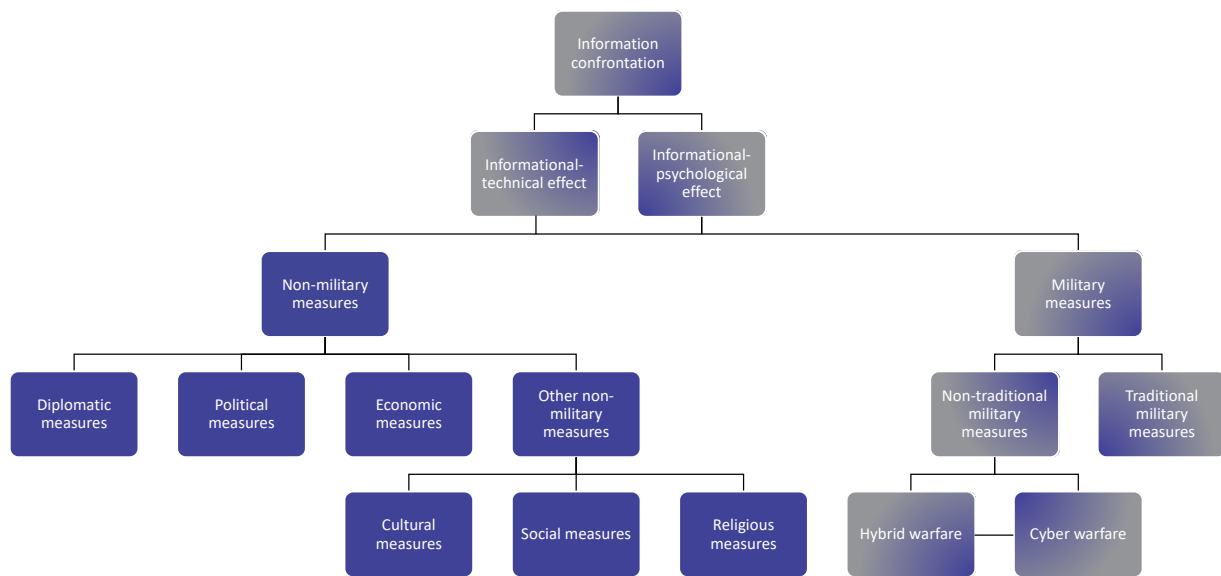 Information
confrontation
Informational-
technical effect
Informational-
psychological
effect
Non-military
measures
Military
measures
Diplomatic
measures
Political
measures
Economic
measures
Other non-
military
measures
Non-traditional
military
measures
Traditional
military
measures
Cultural
measures
Social measures
Religious
measures
Hybrid warfare
Cyber warfare